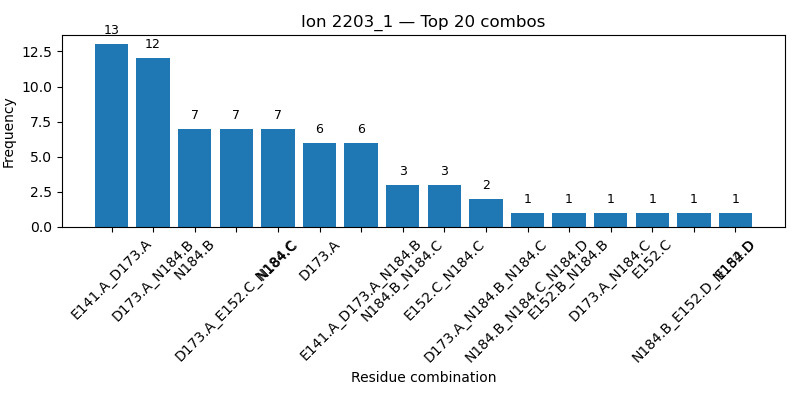 Ion 2203_1 — Top 20 combos
Frequency
12.5
10.0
7.5
5.0
2.5
0.0
13
12
7
7
7
6
6
3
3
2
1
1
1
1
1
1
E141.A_D173.A
D173.A_N184.B
N184.B
D173.A_E152.C_N184.C
N184.C
D173.A
E141.A_D173.A_N184.B
N184.B_N184.C
E152.C_N184.C
D173.A_N184.B_N184.C
N184.B_N184.C_N184.D
E152.B_N184.B
D173.A_N184.C
E152.C
N184.B_E152.D_N184.D
Residue combination